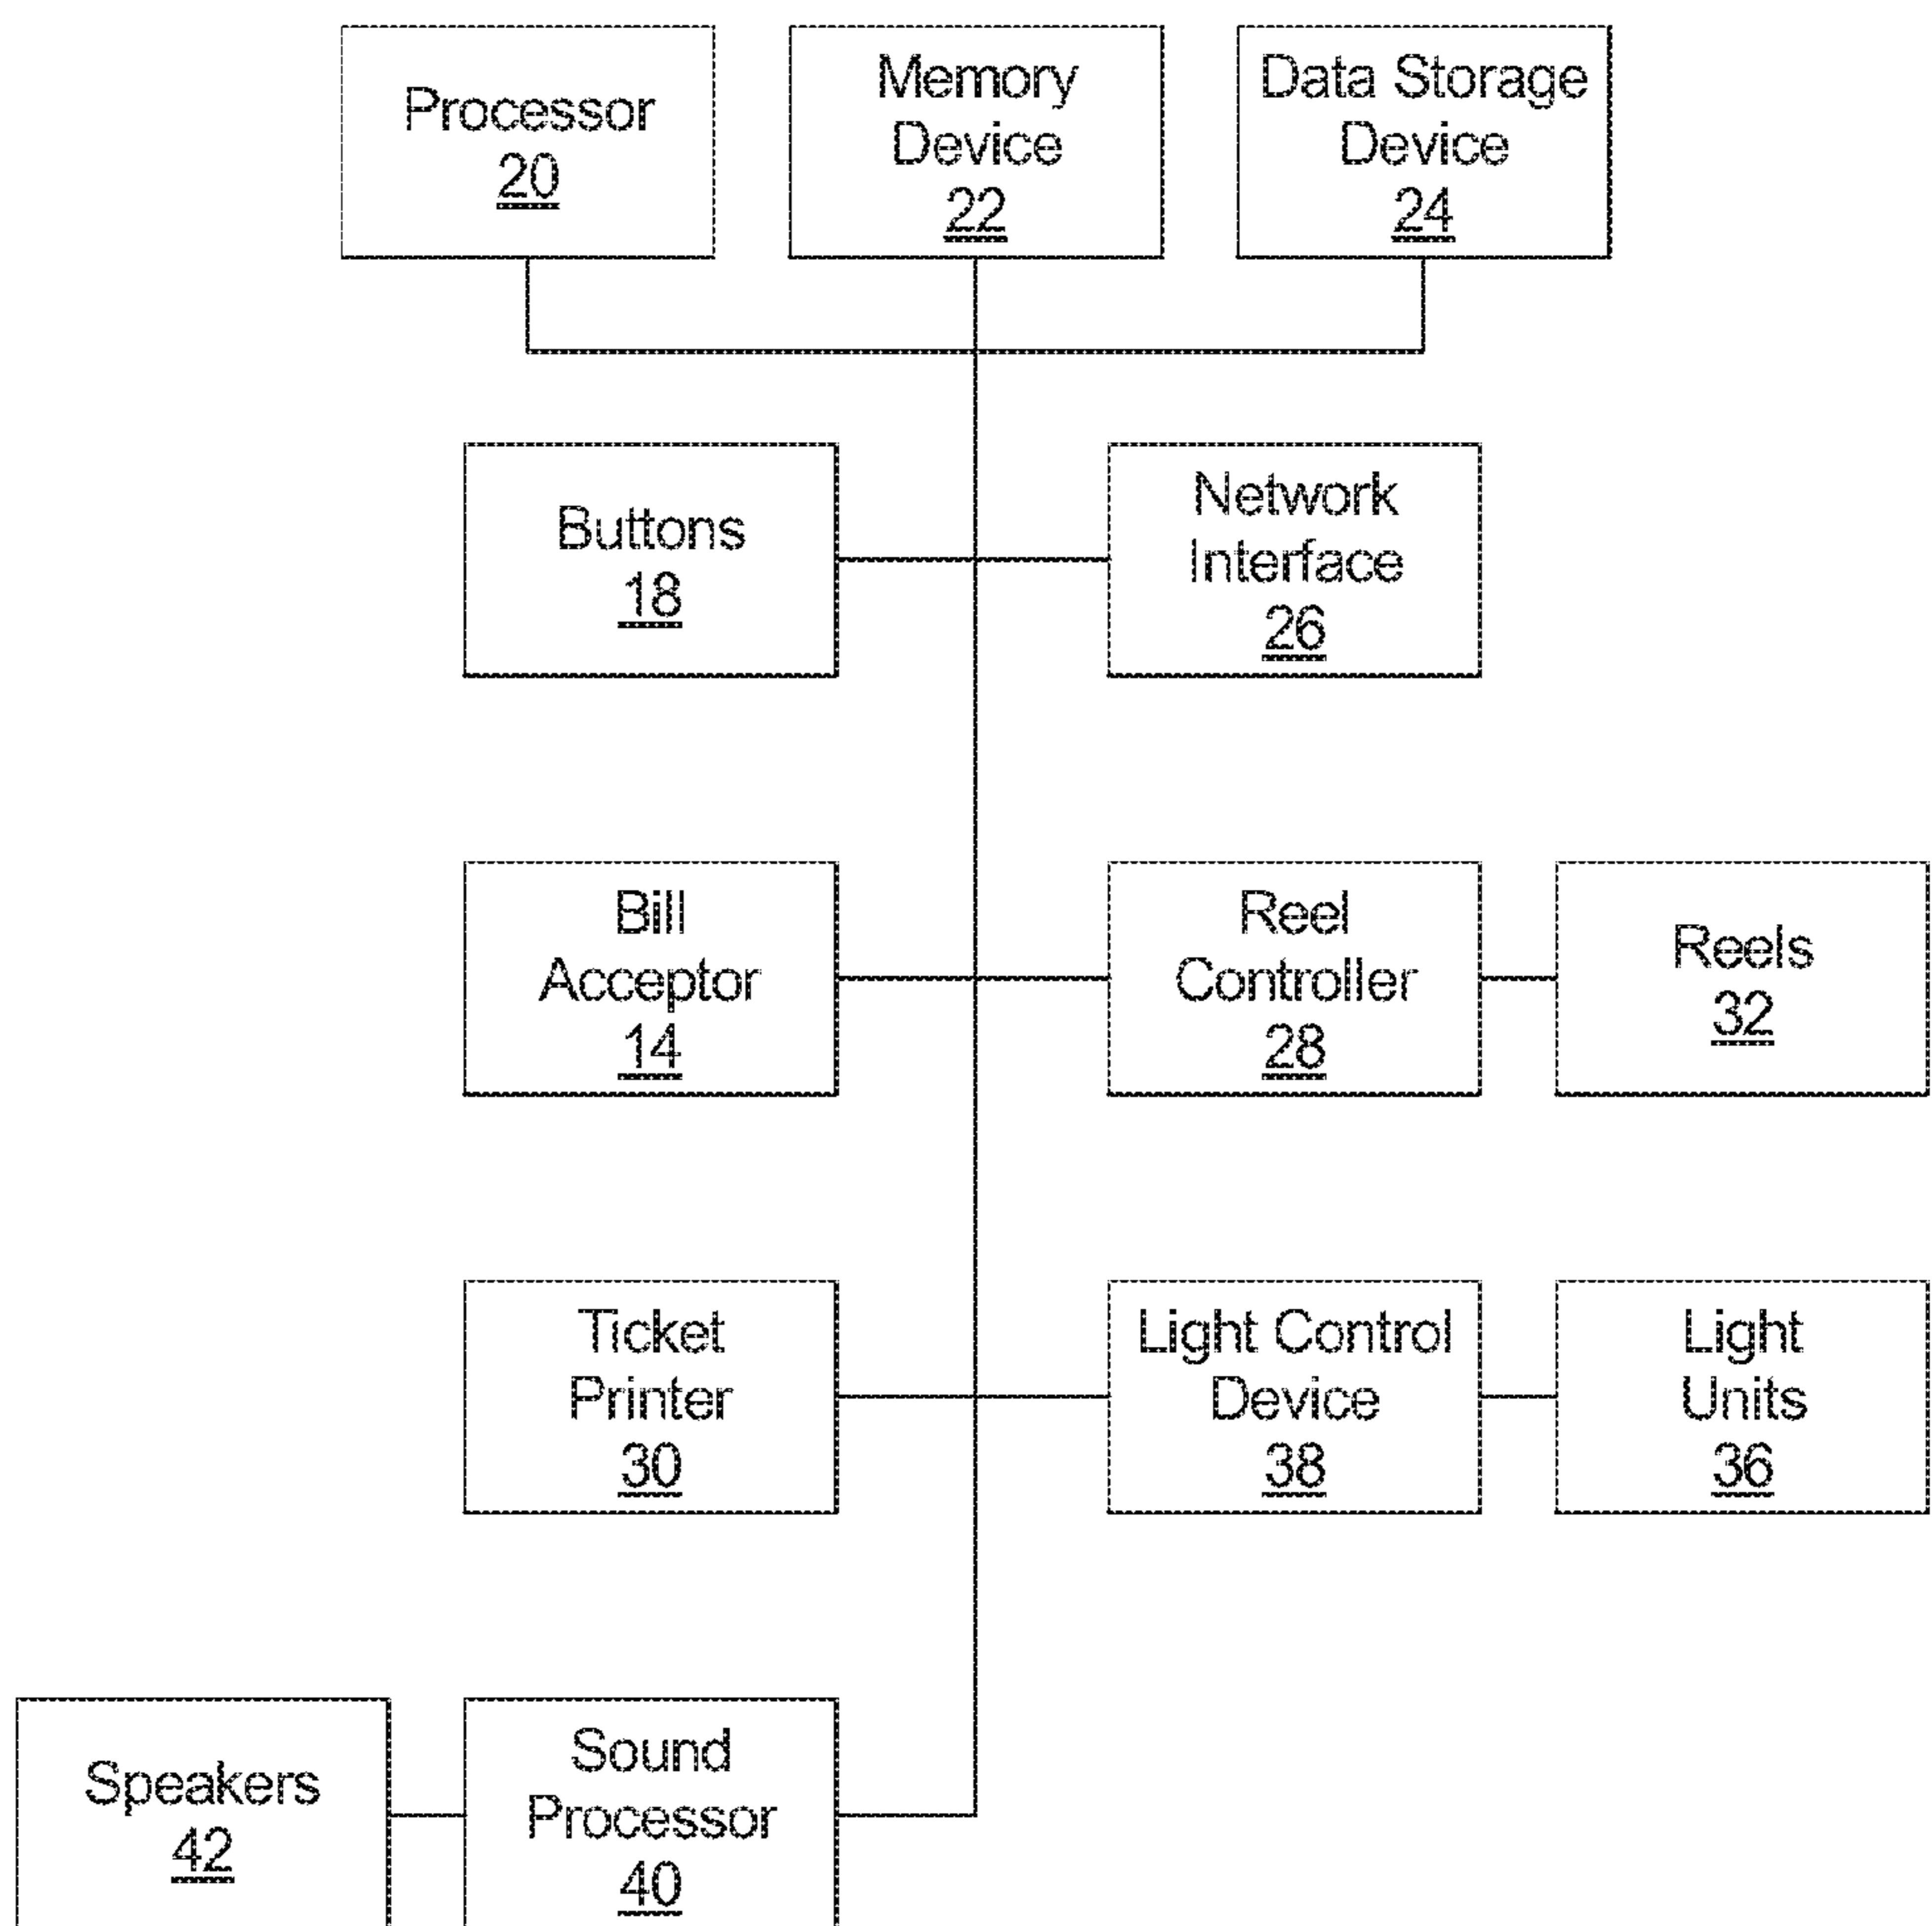 Processor
20
Memory
Device
22
Data Storage
Device
24
Buttons
18
Network
Interface
26
Bill
Acceptor
14
Reel
Controller
28
Reels
32
Ticket
Printer
30
Light Control
Device
38
Light
Units
36
Speakers
42
Sound
Processor
40